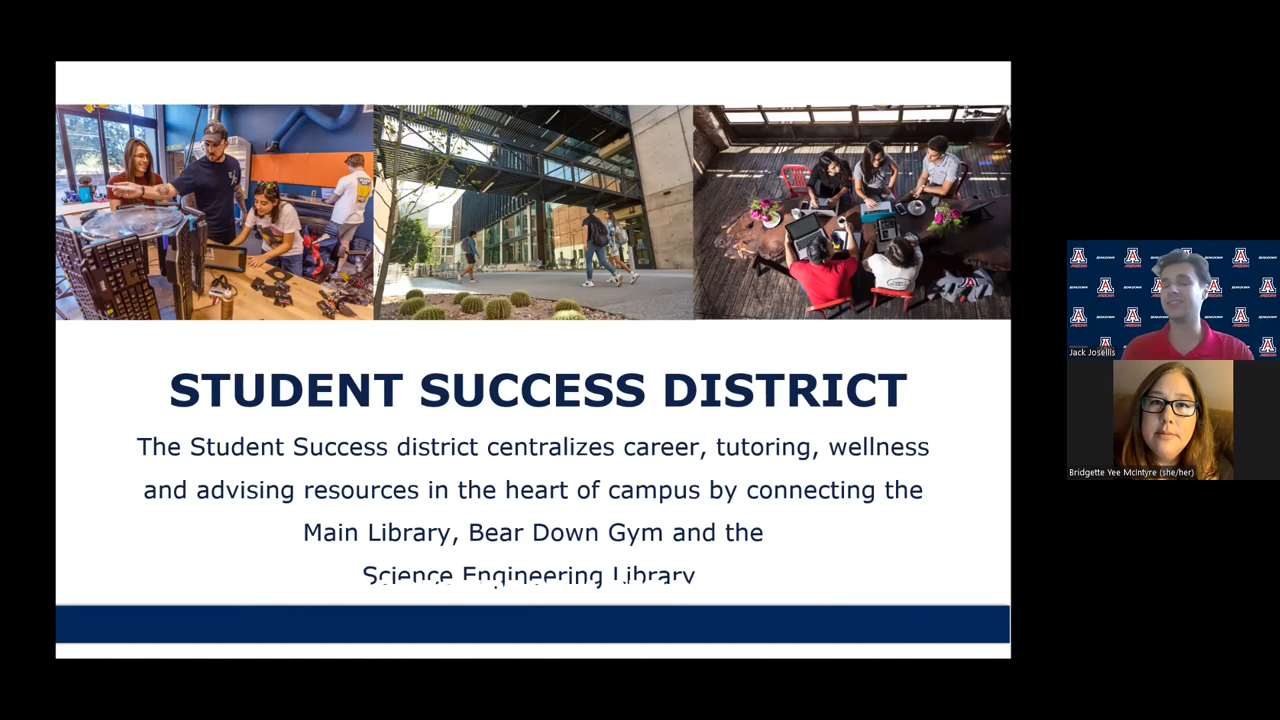 STUDENT SUCCESS DISTRICT
The Student Success district centralizes career, tutoring, wellness
and advising resources in the heart of campus by connecting the
Main Library, Bear Down Gym and the
Science Engineering Library
Jack Josellis
Bridgette Yee McIntyre (she/her)